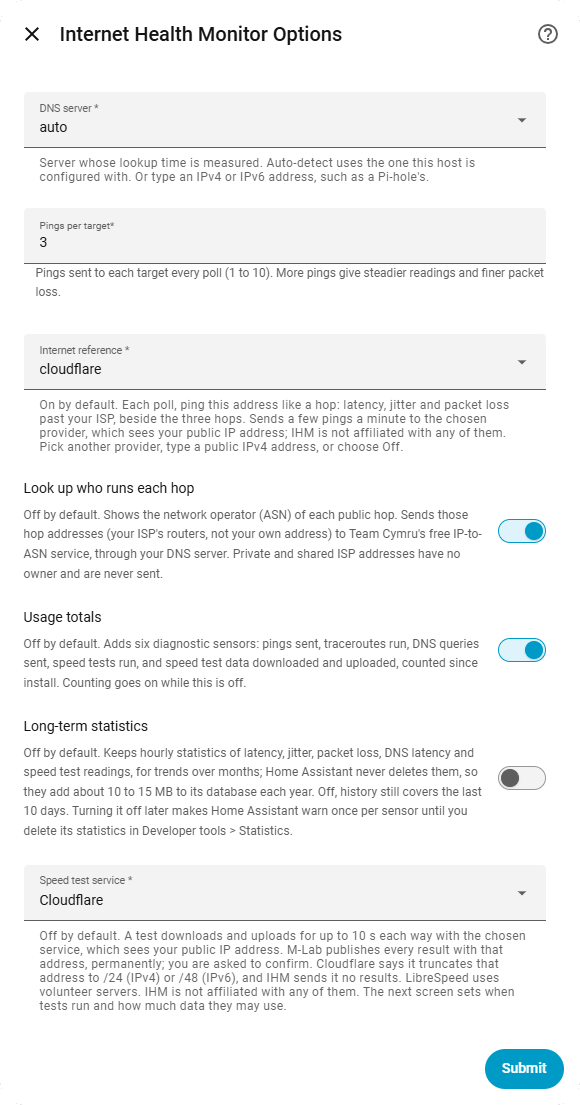 Internet Health Monitor Options
DNS server *
auto
Server whose lookup time is measured. Auto-detect uses the one this host is
configured with. Or type an IPv4 or IPv6 address, such as a Pi-hole's.
Pings per target*
3
Pings sent to each target every poll (1 to 10). More pings give steadier readings and finer packet
loss.
Internet reference *
cloudflare
On by default. Each poll, ping this address like a hop: latency, jitter and packet loss
past your ISP, beside the three hops. Sends a few pings a minute to the chosen
provider, which sees your public IP address; IHM is not affiliated with any of them.
Pick another provider, type a public IPv4 address, or choose Off.
Look up who runs each hop
Off by default. Shows the network operator (ASN) of each public hop. Sends those
hop addresses (your ISP's routers, not your own address) to Team Cymru's free IP-to-
ASN service, through your DNS server. Private and shared ISP addresses have no
owner and are never sent.
Usage totals
Off by default. Adds six diagnostic sensors: pings sent, traceroutes run, DNS queries
sent, speed tests run, and speed test data downloaded and uploaded, counted since
install. Counting goes on while this is off.
Long-term statistics
Off by default. Keeps hourly statistics of latency, jitter, packet loss, DNS latency and
speed test readings, for trends over months; Home Assistant never deletes them, so
they add about 10 to 15 MB to its database each year. Off, history still covers the last
10 days. Turning it off later makes Home Assistant warn once per sensor until you
delete its statistics in Developer tools > Statistics.
Speed test service *
Cloudflare
Off by default. A test downloads and uploads for up to 10 s each way with the chosen
service, which sees your public IP address. M-Lab publishes every result with that
address, permanently; you are asked to confirm. Cloudflare says it truncates that
address to /24 (IPv4) or /48 (IPv6), and IHM sends it no results. LibreSpeed uses
volunteer servers. IHM is not affiliated with any of them. The next screen sets when
tests run and how much data they may use.
Submit